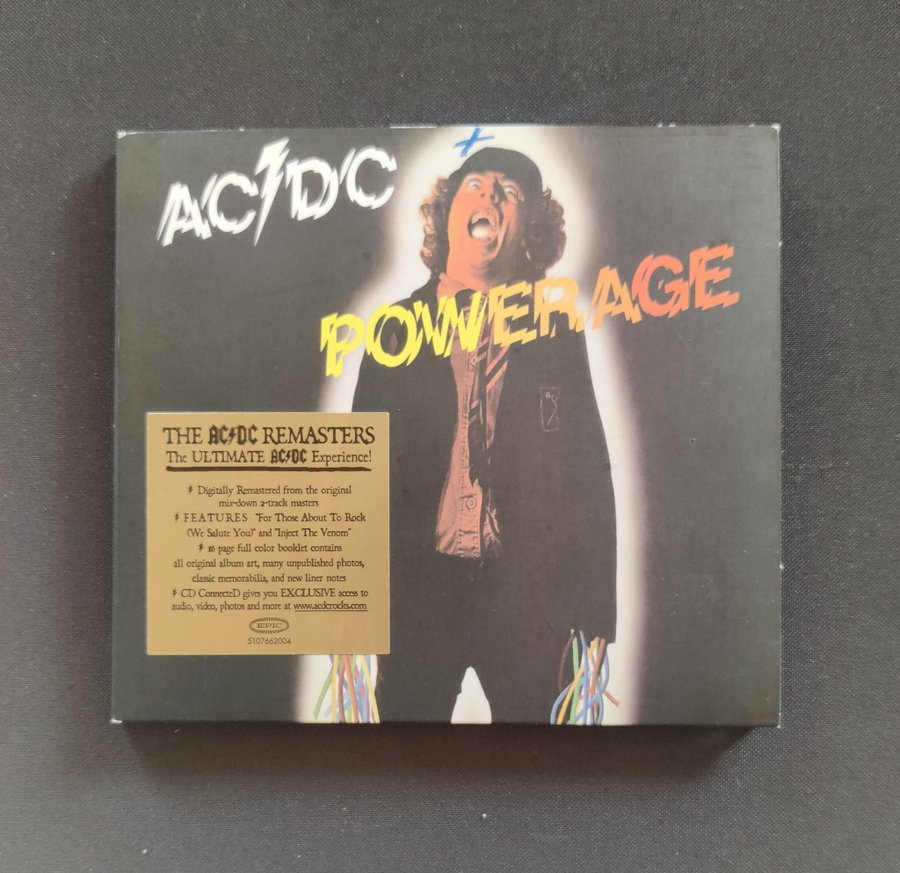 AC/DC
POWERAGE
THE AC/DC REMASTERS
The ULTIMATE AC/DC Experience!
Digitally Remastered from the original
mix-down 2-track masters
FEATURES "For Those About To Rock
(We Salute You)" and "Inject The Venom"
16 page full color booklet contains
all original album art, many unpublished photos,
classic memorabilia, and new liner notes
CD ConnecteD gives you EXCLUSIVE access to
audio, video, photos and more at www.acdcrocks.com
EPIC
5107662004